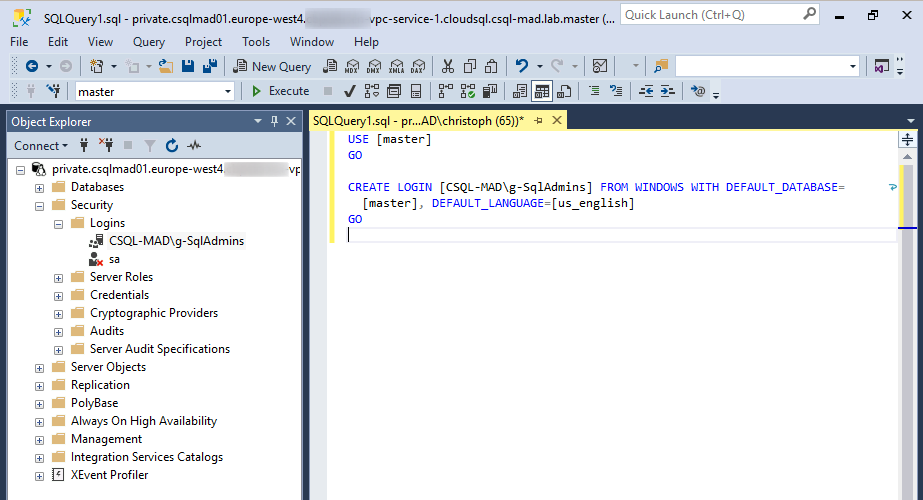 SQLQuery1.sql - private.csqlmad01.europe-west4. vpc-service-1.cloudsql.csql-mad.lab.master (...
Quick Launch (Ctrl+Q)
File Edit View Query Project Tools Window Help
New Query MDX DMX XMLA DAX
master Execute
Object Explorer
Connect
private.csqlmad01.europe-west4. vp
Databases
Security
Logins
CSQL-MAD\g-SqlAdmins
sa
Server Roles
Credentials
Cryptographic Providers
Audits
Server Audit Specifications
Server Objects
Replication
PolyBase
Always On High Availability
Management
Integration Services Catalogs
XEvent Profiler
SQLQuery1.sql - pr...AD\christoph (65))*
USE [master]
GO
CREATE LOGIN [CSQL-MAD\g-SqlAdmins] FROM WINDOWS WITH DEFAULT_DATABASE=
[master], DEFAULT_LANGUAGE=[us_english]
GO